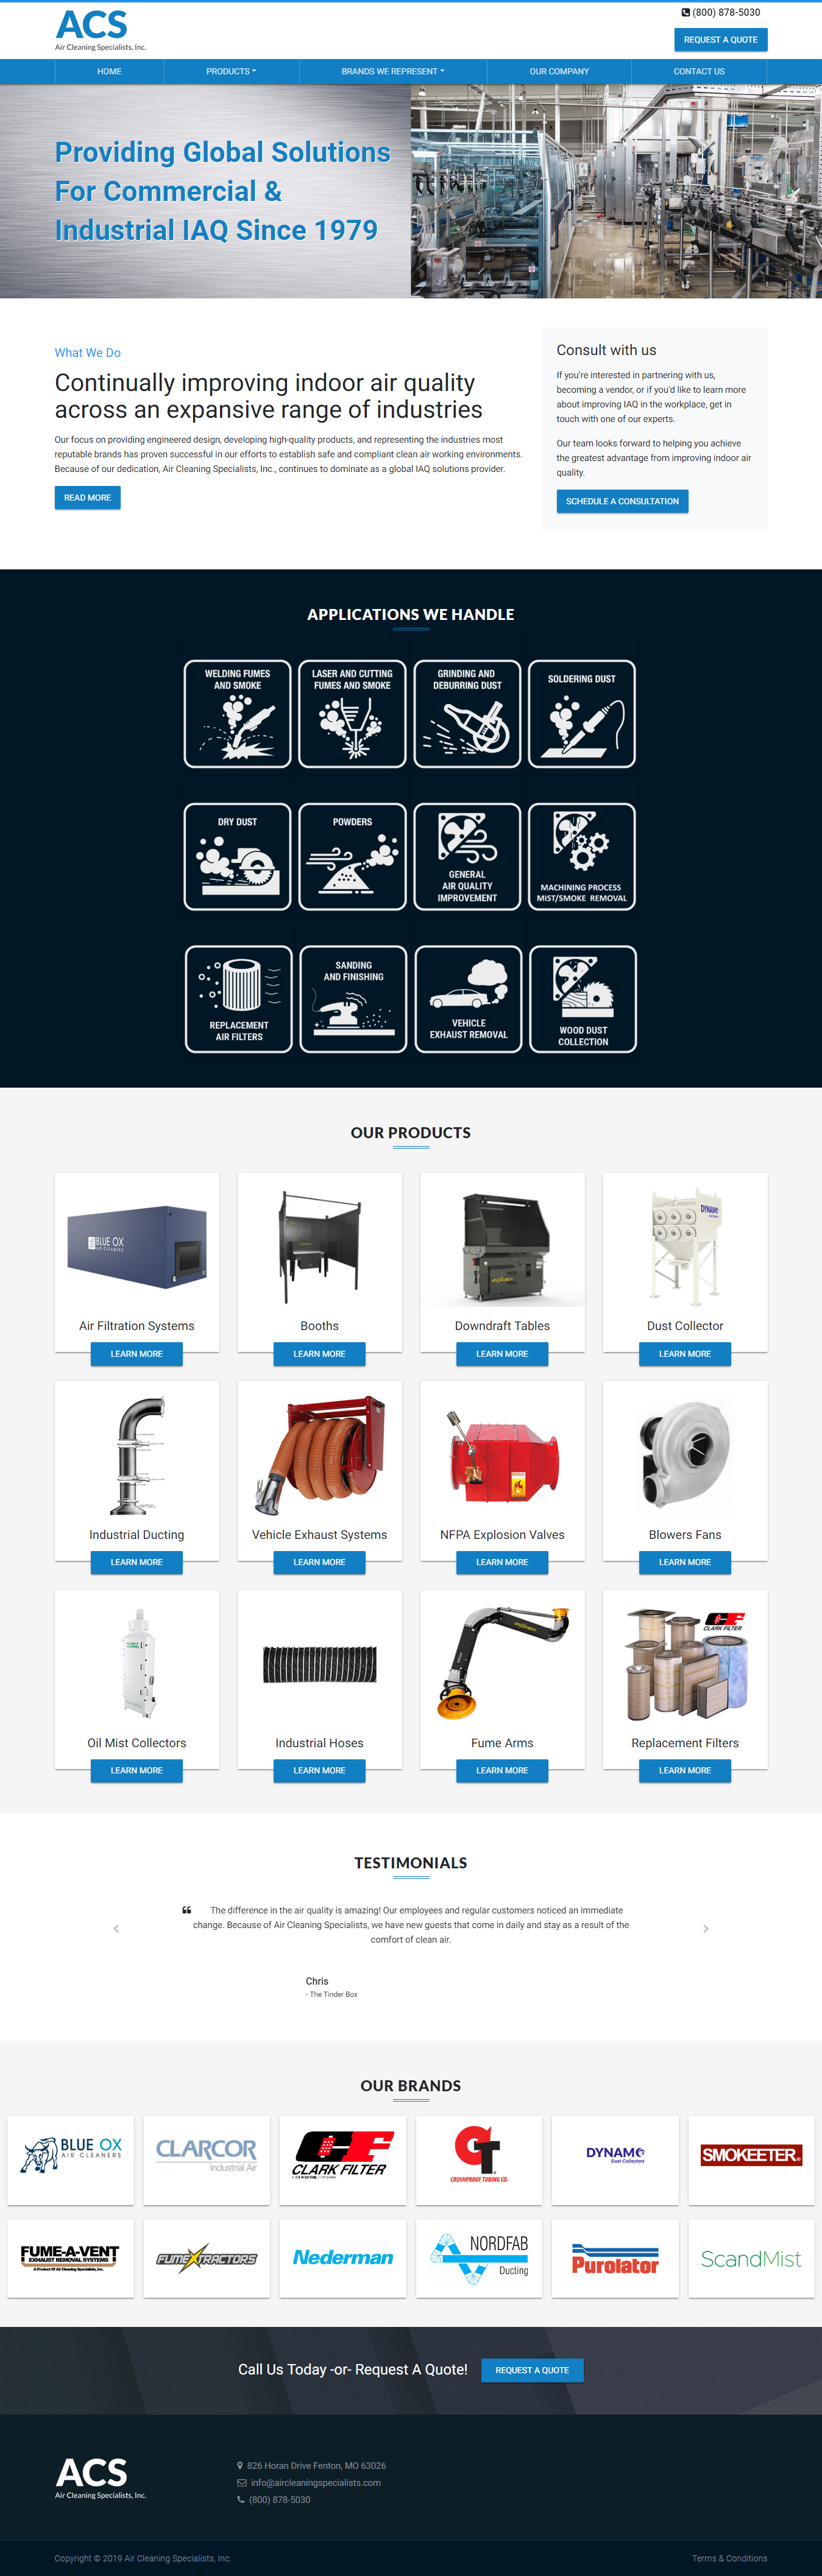 ACS
Air Cleaning Specialists, Inc.
(800) 878-5030
REQUEST A QUOTE
HOME
PRODUCTS
BRANDS WE REPRESENT
OUR COMPANY
CONTACT US
Providing Global Solutions
For Commercial &
Industrial IAQ Since 1979
What We Do
Continually improving indoor air quality
across an expansive range of industries
Our focus on providing engineered design, developing high-quality products, and representing the industries most
reputable brands has proven successful in our efforts to establish safe and compliant clean air working environments.
Because of our dedication, Air Cleaning Specialists, Inc., continues to dominate as a global IAQ solutions provider.
READ MORE
Consult with us
If you're interested in partnering with us,
becoming a vendor, or if you'd like to learn more
about improving IAQ in the workplace, get in
touch with one of our experts.
Our team looks forward to helping you achieve
the greatest advantage from improving indoor air
quality.
SCHEDULE A CONSULTATION
APPLICATIONS WE HANDLE
WELDING FUMES
AND SMOKE
LASER AND CUTTING
FUMES AND SMOKE
GRINDING AND
DEBURRING DUST
SOLDERING DUST
DRY DUST
POWDERS
GENERAL
AIR QUALITY
IMPROVEMENT
MACHINING PROCESS
MIST/SMOKE REMOVAL
REPLACEMENT
AIR FILTERS
SANDING
AND FINISHING
VEHICLE
EXHAUST REMOVAL
WOOD DUST
COLLECTION
OUR PRODUCTS
BLUE OX
AIR CLEANERS
Air Filtration Systems
LEARN MORE
Booths
LEARN MORE
Downdraft Tables
LEARN MORE
DYNAMO
Dust Collector
LEARN MORE
Industrial Ducting
LEARN MORE
Vehicle Exhaust Systems
LEARN MORE
NFPA Explosion Valves
LEARN MORE
Blowers Fans
LEARN MORE
Oil Mist Collectors
LEARN MORE
Industrial Hoses
LEARN MORE
Fume Arms
LEARN MORE
CLARK FILTER
Replacement Filters
LEARN MORE
TESTIMONIALS
The difference in the air quality is amazing! Our employees and regular customers noticed an immediate
change. Because of Air Cleaning Specialists, we have new guests that come in daily and stay as a result of the
comfort of clean air.
Chris
- The Tinder Box
OUR BRANDS
BLUE OX
AIR CLEANERS
CLARCOR
Industrial Air
CF
CLARK FILTER
CT
CRUSHPROOF TUBING CO.
DYNAMO
Dust Collectors
SMOKEETER®
FUME-A-VENT
EXHAUST REMOVAL SYSTEMS
A Product Of Air Cleaning Specialists, Inc.
FUMEXTRACTORS
Nederman
NORDFAB
Ducting
Purolator
ScandMist
Call Us Today -or- Request A Quote!
REQUEST A QUOTE
ACS
Air Cleaning Specialists, Inc.
826 Horan Drive Fenton, MO 63026
info@aircleaningspecialists.com
(800) 878-5030
Copyright © 2019 Air Cleaning Specialists, Inc.
Terms & Conditions